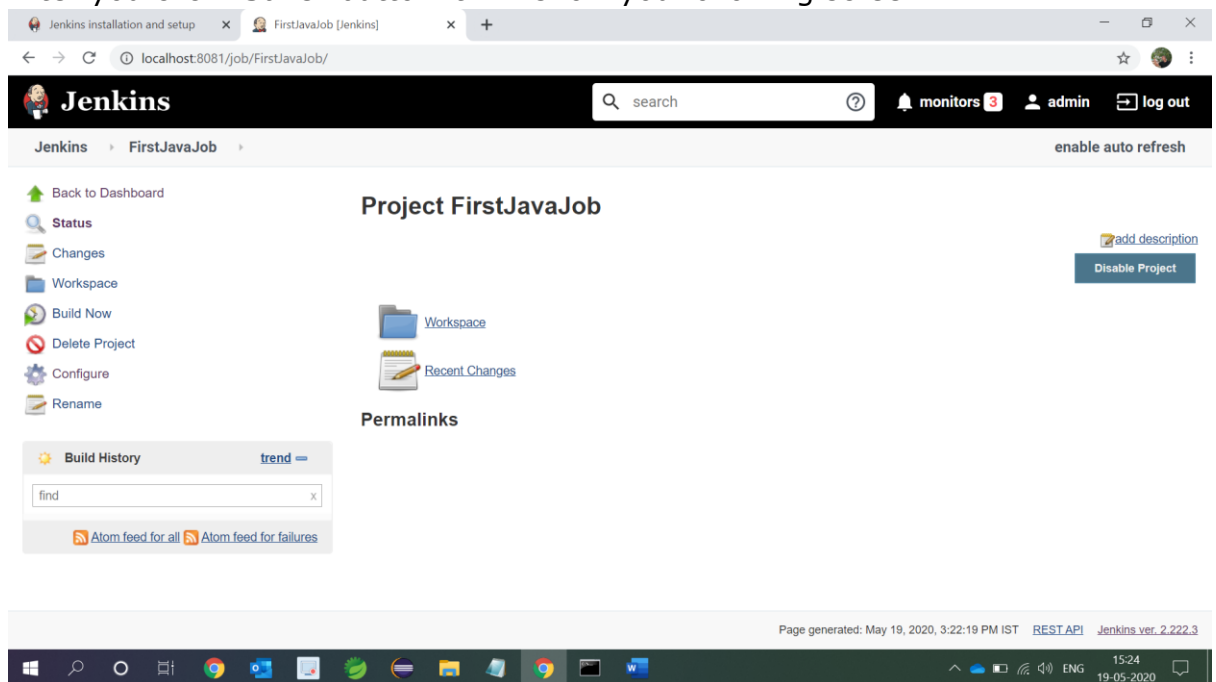 Jenkins installation and setup
FirstJavaJob [Jenkins]
localhost:8081/job/FirstJavaJob/
Jenkins
search
monitors 3
admin
log out
Jenkins
FirstJavaJob
enable auto refresh
Back to Dashboard
Status
Changes
Workspace
Build Now
Delete Project
Configure
Rename
Build History
trend
find
x
Atom feed for all
Atom feed for failures
Project FirstJavaJob
add description
Disable Project
Workspace
Recent Changes
Permalinks
Page generated: May 19, 2020, 3:22:19 PM IST
REST API
Jenkins ver. 2.222.3
ENG
15:24
19-05-2020